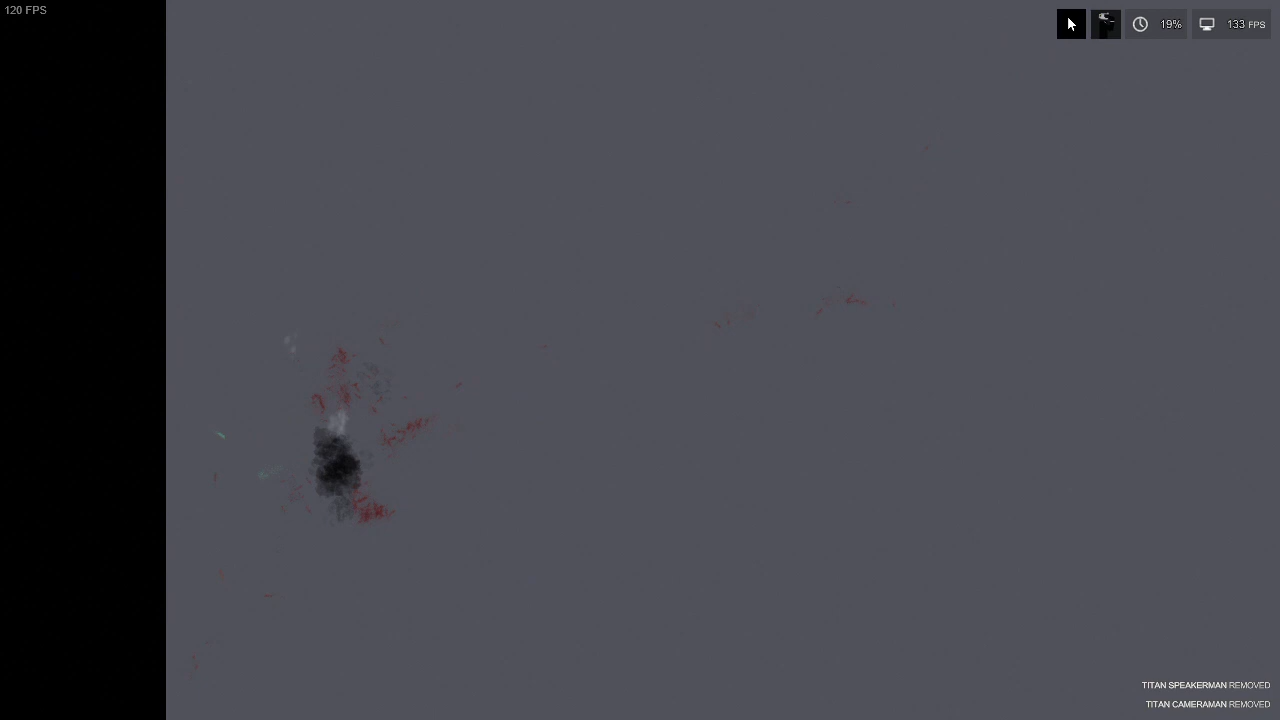 120 FPS
19%
133 FPS
TITAN SPEAKERMAN REMOVED
TITAN CAMERAMAN REMOVED